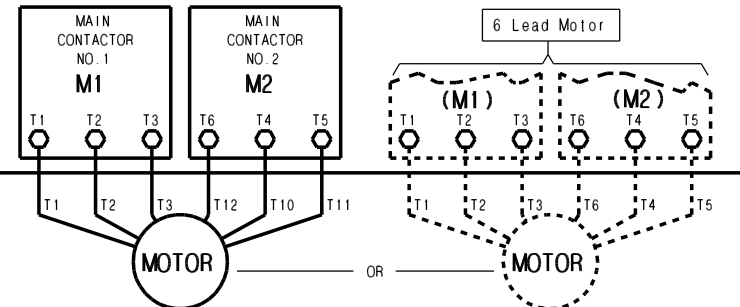 MAIN
CONTACTOR
NO. 1
M1
T1 T2 T3
MAIN
CONTACTOR
NO. 2
M2
T6 T4 T5
6 Lead Motor
(M1)
T1 T2 T3
(M2)
T6 T4 T5
T1 T2 T3 T12 T10 T11
MOTOR
OR
T1 T2 T3 T6 T4 T5
MOTOR